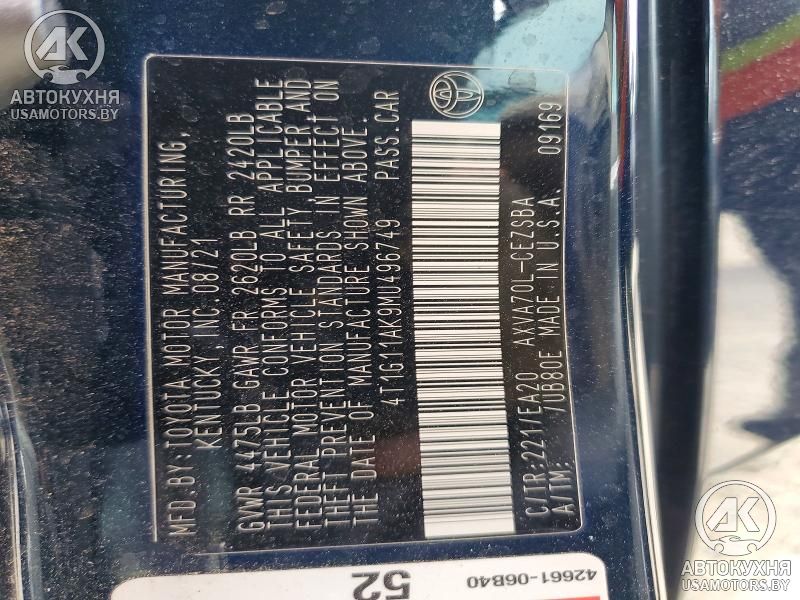 MFD.BY:TOYOTA MOTOR MANUFACTURING,
KENTUCKY, INC.08/21
GVWR 4475LB GAWR FR 2620LB RR 2420LB
THIS VEHICLE CONFORMS TO ALL APPLICABLE
FEDERAL MOTOR VEHICLE SAFETY, BUMPER AND
THEFT PREVENTION STANDARDS IN EFFECT ON
THE DATE OF MANUFACTURE SHOWN ABOVE.
4T1G11AK9MU496749 PASS.CAR
C/TR:221/EA20 AXVA70L-CEZSBA
A/TM: /UB80E MADE IN U.S.A. 09169
52
42661-06B40
АК
АВТОКУХНЯ
USAMOTORS.BY
АК
АВТОКУХНЯ
USAMOTORS.BY